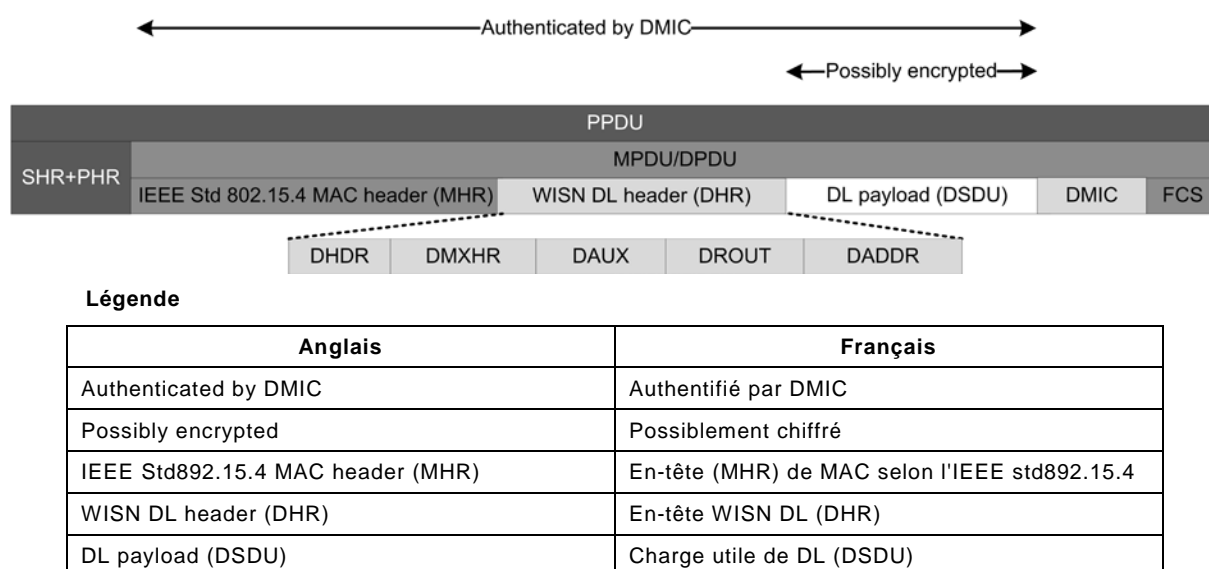 Authenticated by DMIC
Possibly encrypted
PPDU
SHR+PHR
MPDU/DPDU
IEEE Std 802.15.4 MAC header (MHR) WISN DL header (DHR) DL payload (DSDU) DMIC FCS
DHDR DMXHR DAUX DROUT DADDR
Légende
Anglais Français
Authenticated by DMIC Authentifié par DMIC
Possibly encrypted Possiblement chiffré
IEEE Std892.15.4 MAC header (MHR) En-tête (MHR) de MAC selon l'IEEE std892.15.4
WISN DL header (DHR) En-tête WISN DL (DHR)
DL payload (DSDU) Charge utile de DL (DSDU)